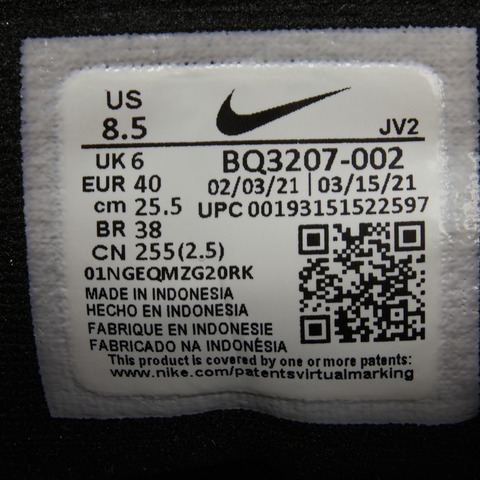 US
8.5
JV2
UK 6
BQ3207-002
EUR 40
02/03/21 | 03/15/21
cm 25.5
UPC 00193151522597
BR 38
CN 255(2.5)
01NGEQMZG20RK
MADE IN INDONESIA
HECHO EN INDONESIA
FABRIQUE EN INDONESIE
FABRICADO NA INDONÉSIA
This product is covered by one or more patents:
www.nike.com/patentsvirtualmarking